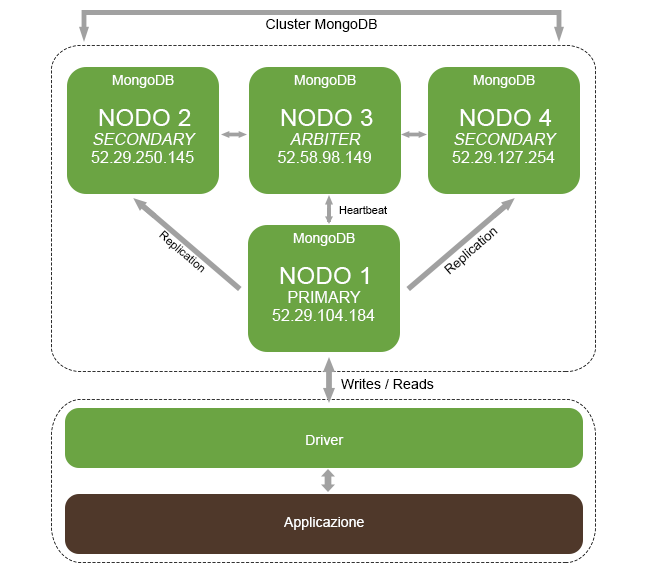 Cluster MongoDB
MongoDB
NODO 2
SECONDARY
52.29.250.145
MongoDB
NODO 3
ARBITER
52.58.98.149
MongoDB
NODO 4
SECONDARY
52.29.127.254
Replication
Heartbeat
Replication
MongoDB
NODO 1
PRIMARY
52.29.104.184
Writes / Reads
Driver
Applicazione